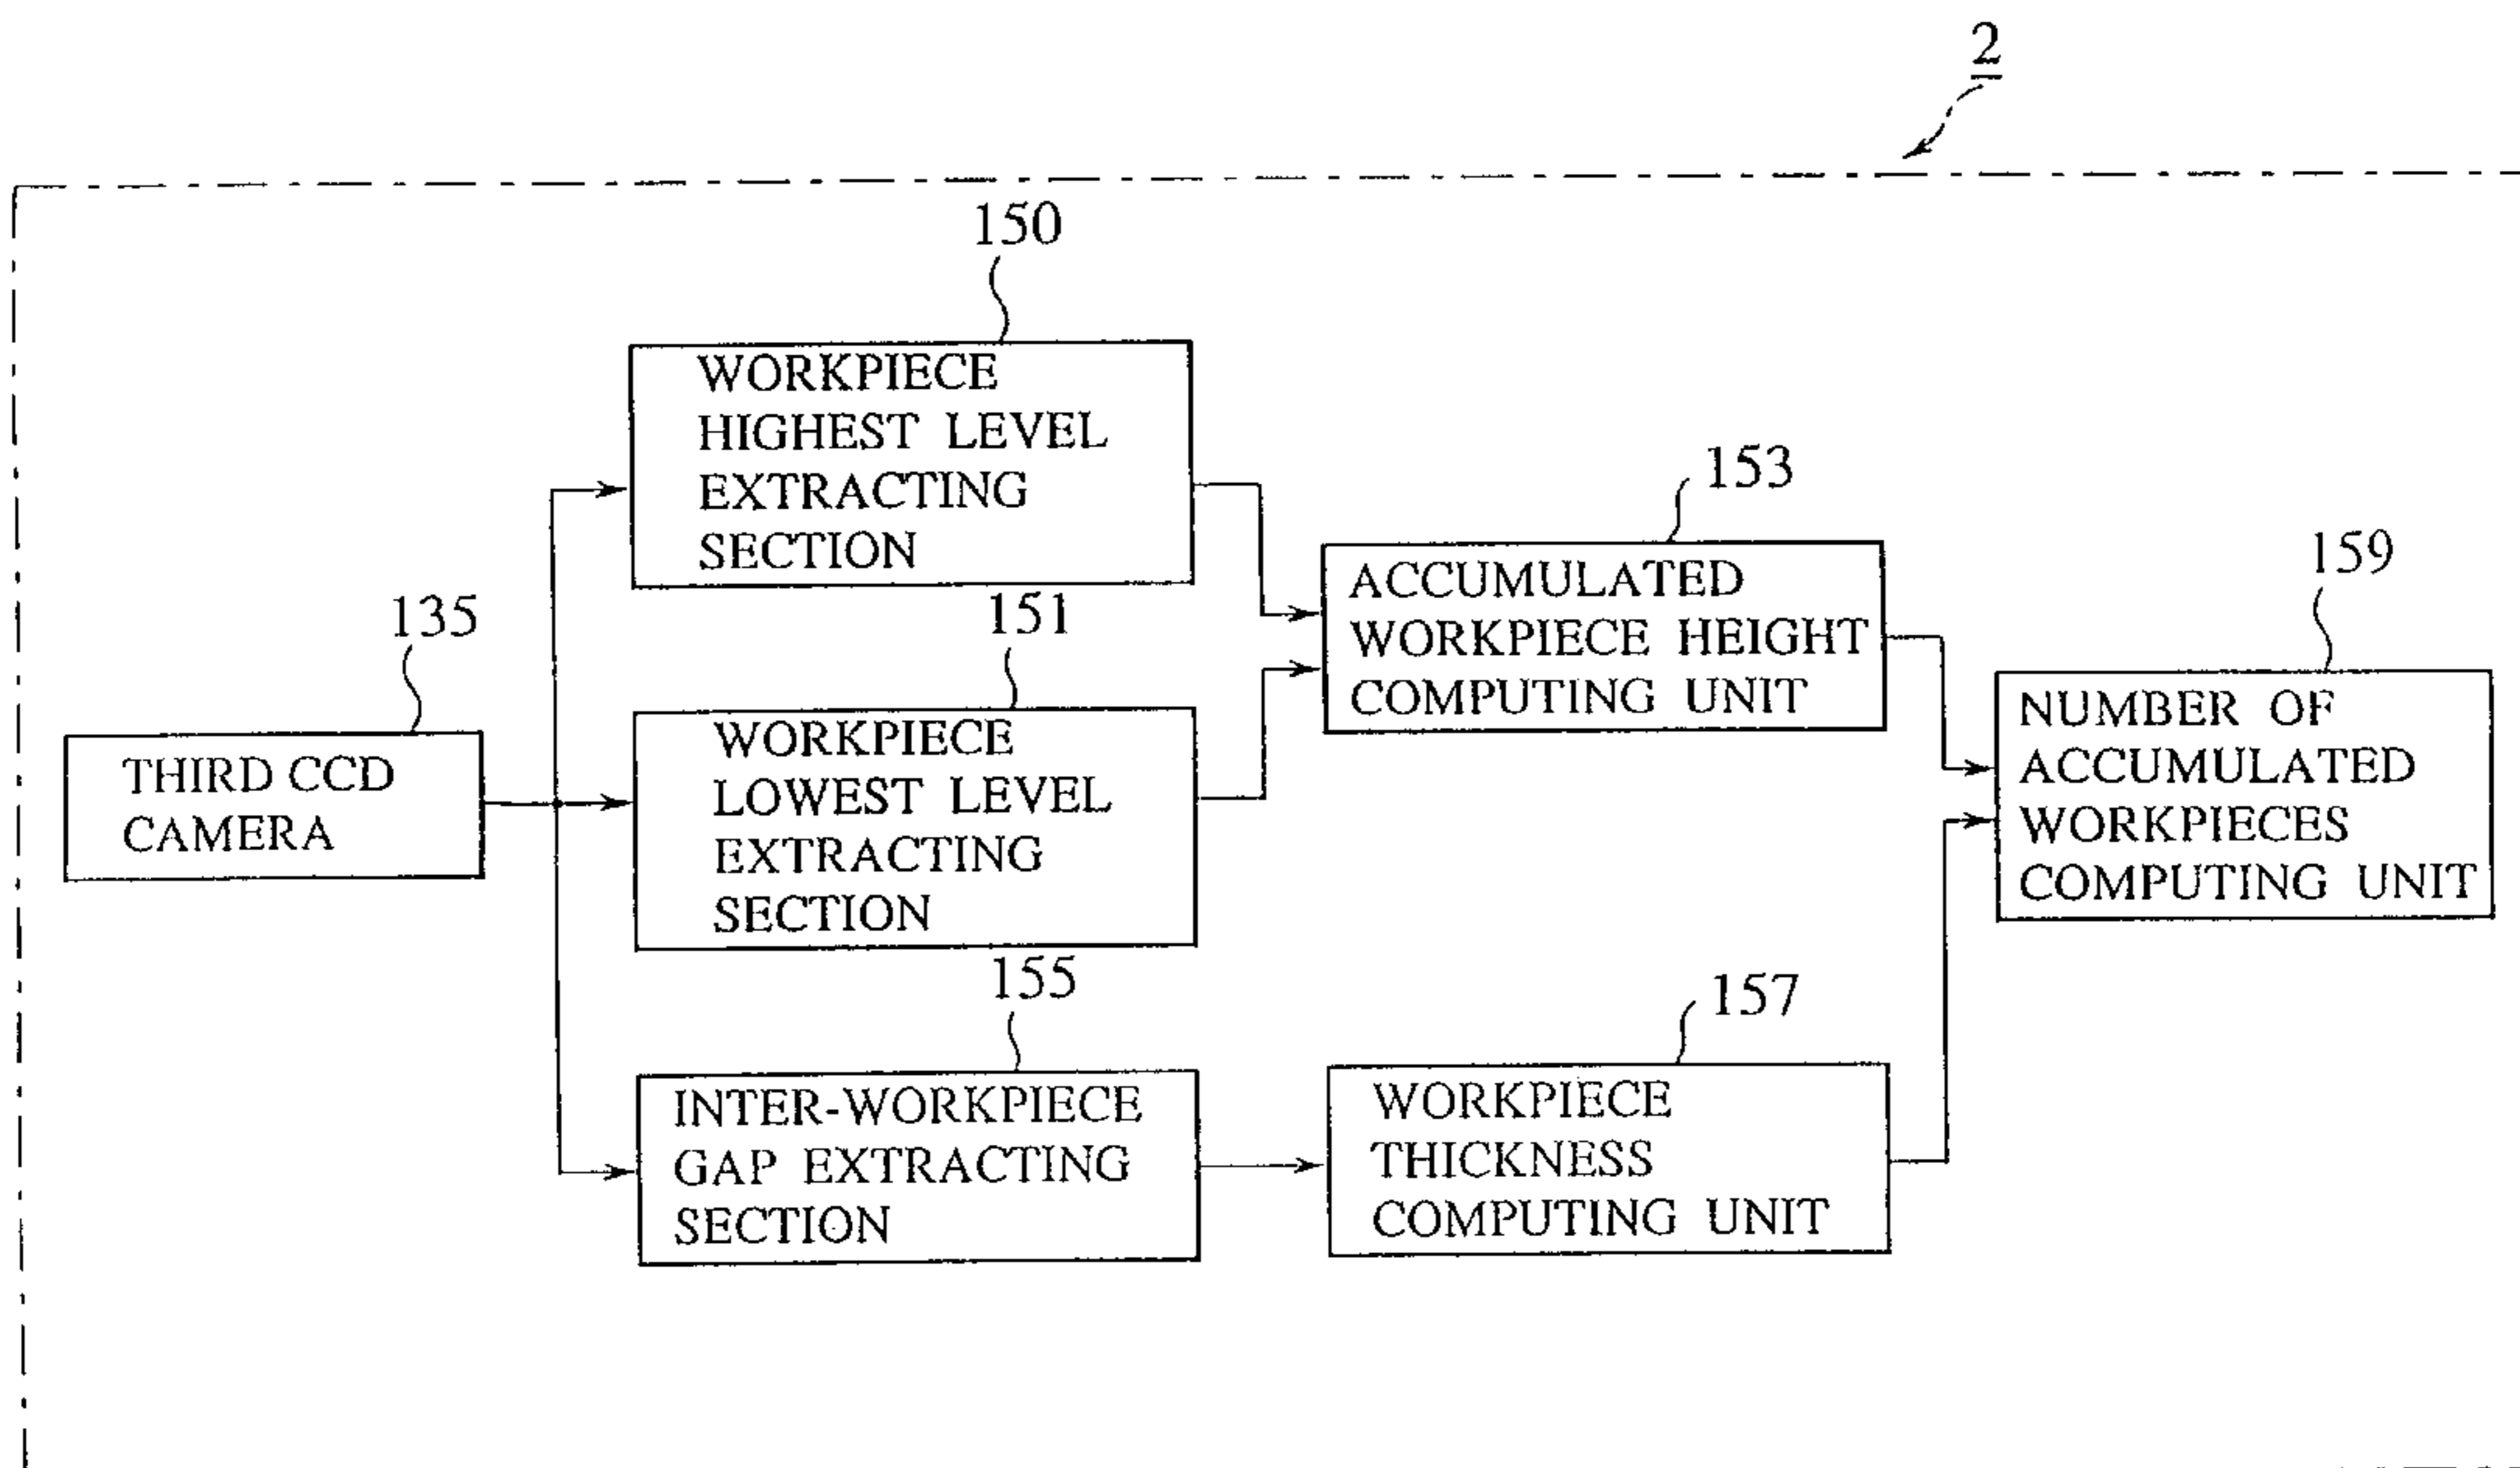 2
150
WORKPIECE
HIGHEST LEVEL
EXTRACTING
SECTION
153
ACCUMULATED
WORKPIECE HEIGHT
COMPUTING UNIT
159
NUMBER OF
ACCUMULATED
WORKPIECES
COMPUTING UNIT
135
THIRD CCD
CAMERA
151
WORKPIECE
LOWEST LEVEL
EXTRACTING
SECTION
155
INTER-WORKPIECE
GAP EXTRACTING
SECTION
157
WORKPIECE
THICKNESS
COMPUTING UNIT